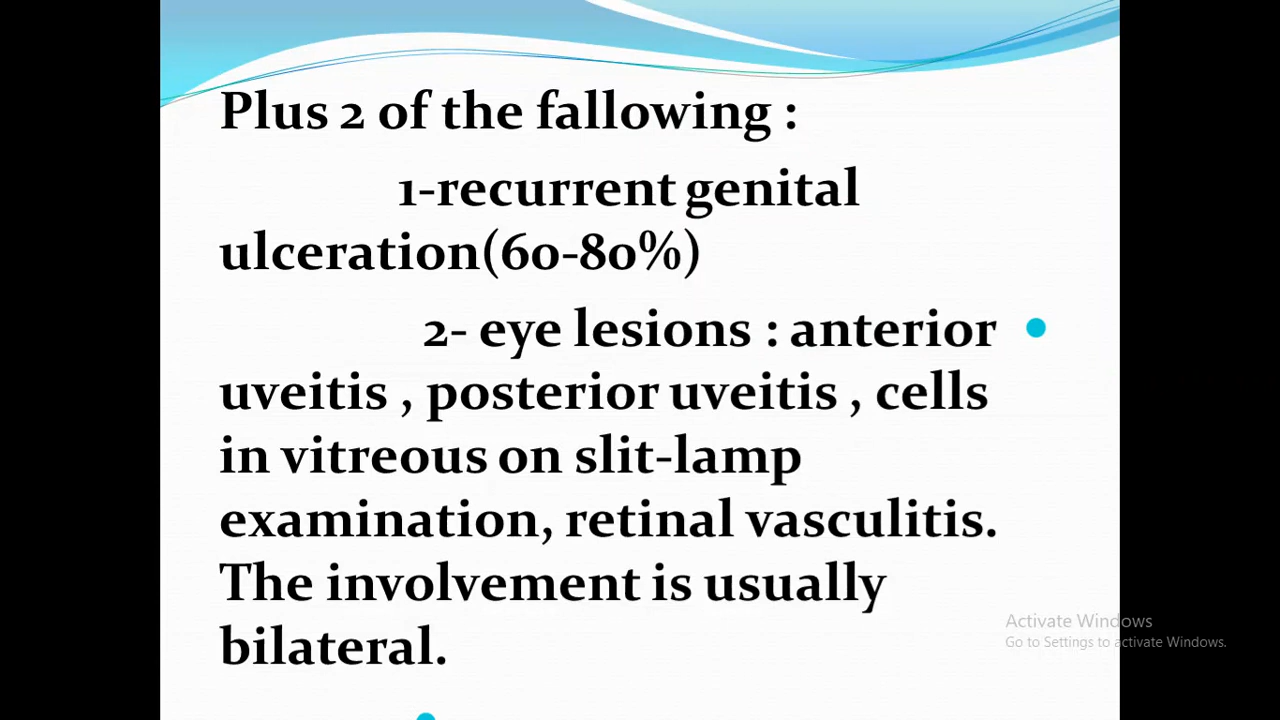 Plus 2 of the fallowing :
1-recurrent genital
ulceration(60-80%)
2- eye lesions : anterior
uveitis , posterior uveitis , cells
in vitreous on slit-lamp
examination, retinal vasculitis.
The involvement is usually
bilateral.
Activate Windows
Go to Settings to activate Windows.